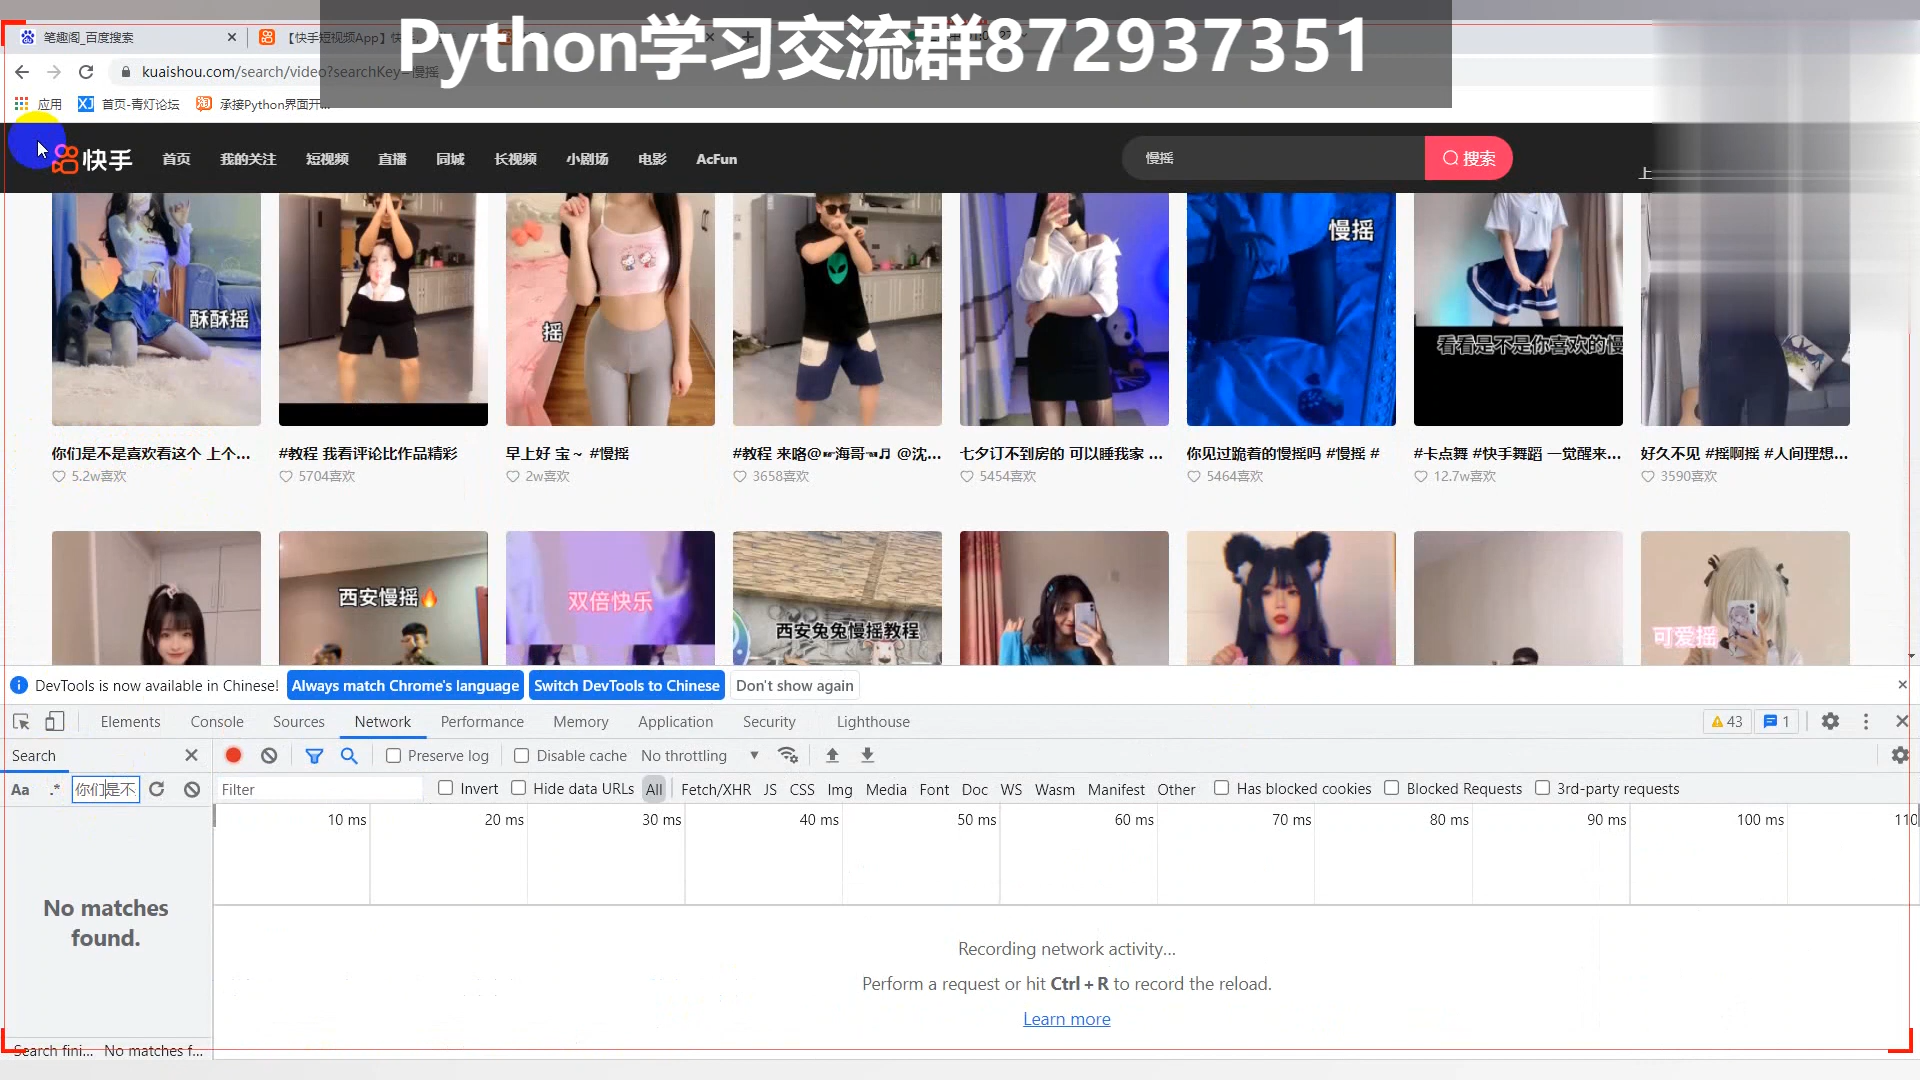 Python学习交流群872937351
笔趣阁_百度搜索
【快手短视频App】快
kuaishou.com/search/video?searchKey=慢摇
应用 首页-青灯论坛 承接Python界面开...
快手 首页 我的关注 短视频 直播 同城 长视频 小剧场 电影 AcFun 慢摇 搜索
上
酥酥摇
摇
慢摇
看看是不是你喜欢的慢
你们是不是喜欢看这个 上个... #教程 我看评论比作品精彩 早上好 宝～ #慢摇 #教程 来咯@☞海哥☜♬ @沈... 七夕订不到房的 可以睡我家 ... 你见过跪着的慢摇吗 #慢摇 # #卡点舞 #快手舞蹈 一觉醒来... 好久不见 #摇啊摇 #人间理想...
5.2w喜欢 5704喜欢 2w喜欢 3658喜欢 5454喜欢 5464喜欢 12.7w喜欢 3590喜欢
西安慢摇
双倍快乐
西安兔兔慢摇教程
可爱摇
DevTools is now available in Chinese! Always match Chrome's language Switch DevTools to Chinese Don't show again
Elements Console Sources Network Performance Memory Application Security Lighthouse 43 1
Search Preserve log Disable cache No throttling
Aa .* 你们是不 Filter Invert Hide data URLs All Fetch/XHR JS CSS Img Media Font Doc WS Wasm Manifest Other Has blocked cookies Blocked Requests 3rd-party requests
10 ms 20 ms 30 ms 40 ms 50 ms 60 ms 70 ms 80 ms 90 ms 100 ms 110
No matches
found.
Recording network activity...
Perform a request or hit Ctrl + R to record the reload.
Learn more
Search fini... No matches f...